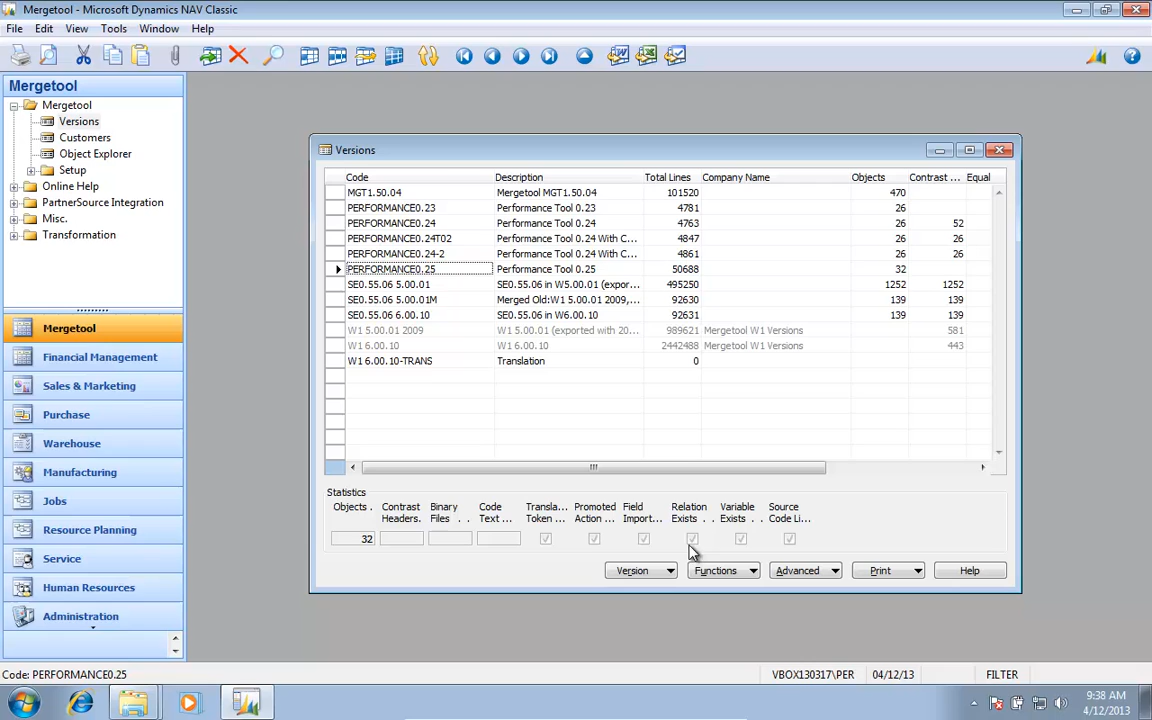 Mergetool - Microsoft Dynamics NAV Classic
File Edit View Tools Window Help
Mergetool
Mergetool
Versions
Customers
Object Explorer
Setup
Online Help
PartnerSource Integration
Misc.
Transformation
Mergetool
Financial Management
Sales & Marketing
Purchase
Warehouse
Manufacturing
Jobs
Resource Planning
Service
Human Resources
Administration
Versions
Code Description Total Lines Company Name Objects Contrast ... Equal
MGT1.50.04 Mergetool MGT1.50.04 101520 470
PERFORMANCE0.23 Performance Tool 0.23 4781 26
PERFORMANCE0.24 Performance Tool 0.24 4763 26 52
PERFORMANCE0.24T02 Performance Tool 0.24 With C... 4847 26 26
PERFORMANCE0.24-2 Performance Tool 0.24 With C... 4861 26 26
PERFORMANCE0.25 Performance Tool 0.25 50688 32
SE0.55.06 5.00.01 SE0.55.06 in W5.00.01 (expor... 495250 1252 1252
SE0.55.06 5.00.01M Merged Old:W1 5.00.01 2009,... 92630 139 139
SE0.55.06 6.00.10 SE0.55.06 in W6.00.10 92631 139 139
W1 5.00.01 2009 W1 5.00.01 (exported with 20... 989621 Mergetool W1 Versions 581
W1 6.00.10 W1 6.00.10 2442488 Mergetool W1 Versions 443
W1 6.00.10-TRANS Translation 0
Statistics
Objects . Contrast Binary Code Transla... Promoted Field Relation Variable Source
Headers. Files . . Text ... Token ... Action ... Import... Exists . . Exists . . Code Li...
32
Version Functions Advanced Print Help
Code: PERFORMANCE0.25 VBOX130317\PER 04/12/13 FILTER
9:38 AM
4/12/2013